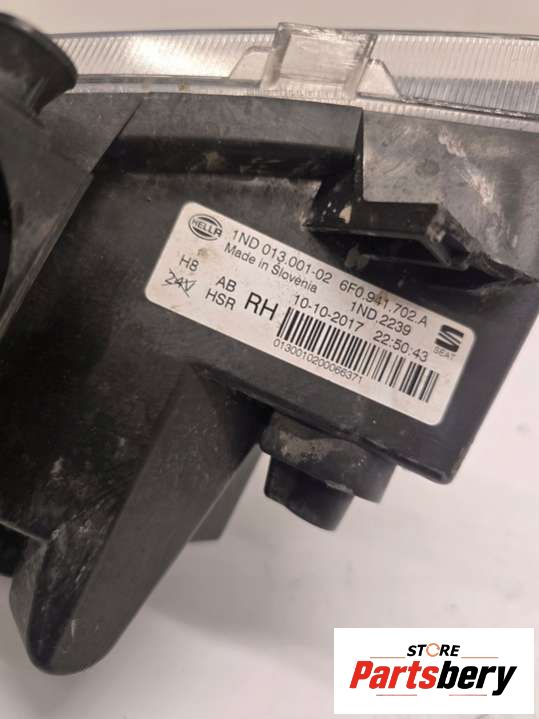 HELLA
1ND 013.001-02 6F0.941.702.A
Made in Slovenia 1ND.2239
H8 AB 10-10-2017 22:50:43
24V HSR RH
0130010200066371
SEAT
STORE
Partsbery